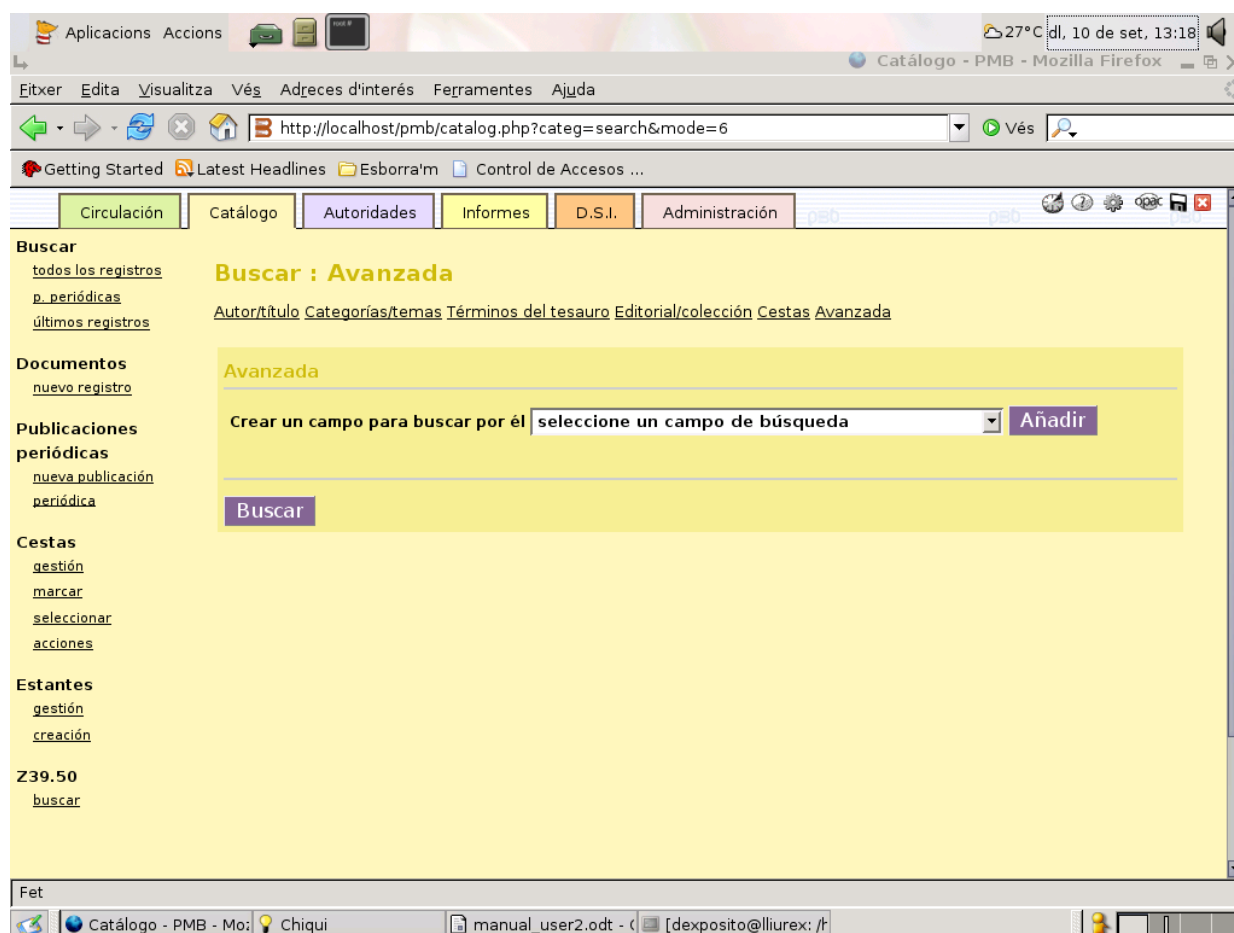 Aplicacions Accions
27°C dl, 10 de set, 13:18
Catálogo - PMB - Mozilla Firefox
Fitxer Edita Visualitza Vés Adreces d'interés Ferramentes Ajuda
http://localhost/pmb/catalog.php?categ=search&mode=6 Vés
Getting Started Latest Headlines Esborra'm Control de Accesos ...
Circulación Catálogo Autoridades Informes D.S.I. Administración
opac
Buscar
todos los registros
p. periódicas
últimos registros
Documentos
nuevo registro
Publicaciones
periódicas
nueva publicación
periódica
Cestas
gestión
marcar
seleccionar
acciones
Estantes
gestión
creación
Z39.50
buscar
Buscar : Avanzada
Autor/título Categorías/temas Términos del tesauro Editorial/colección Cestas Avanzada
Avanzada
Crear un campo para buscar por él seleccione un campo de búsqueda Añadir
Buscar
Fet
Catálogo - PMB - Moz Chiqui manual_user2.odt - ( [dexposito@lliurex: /h